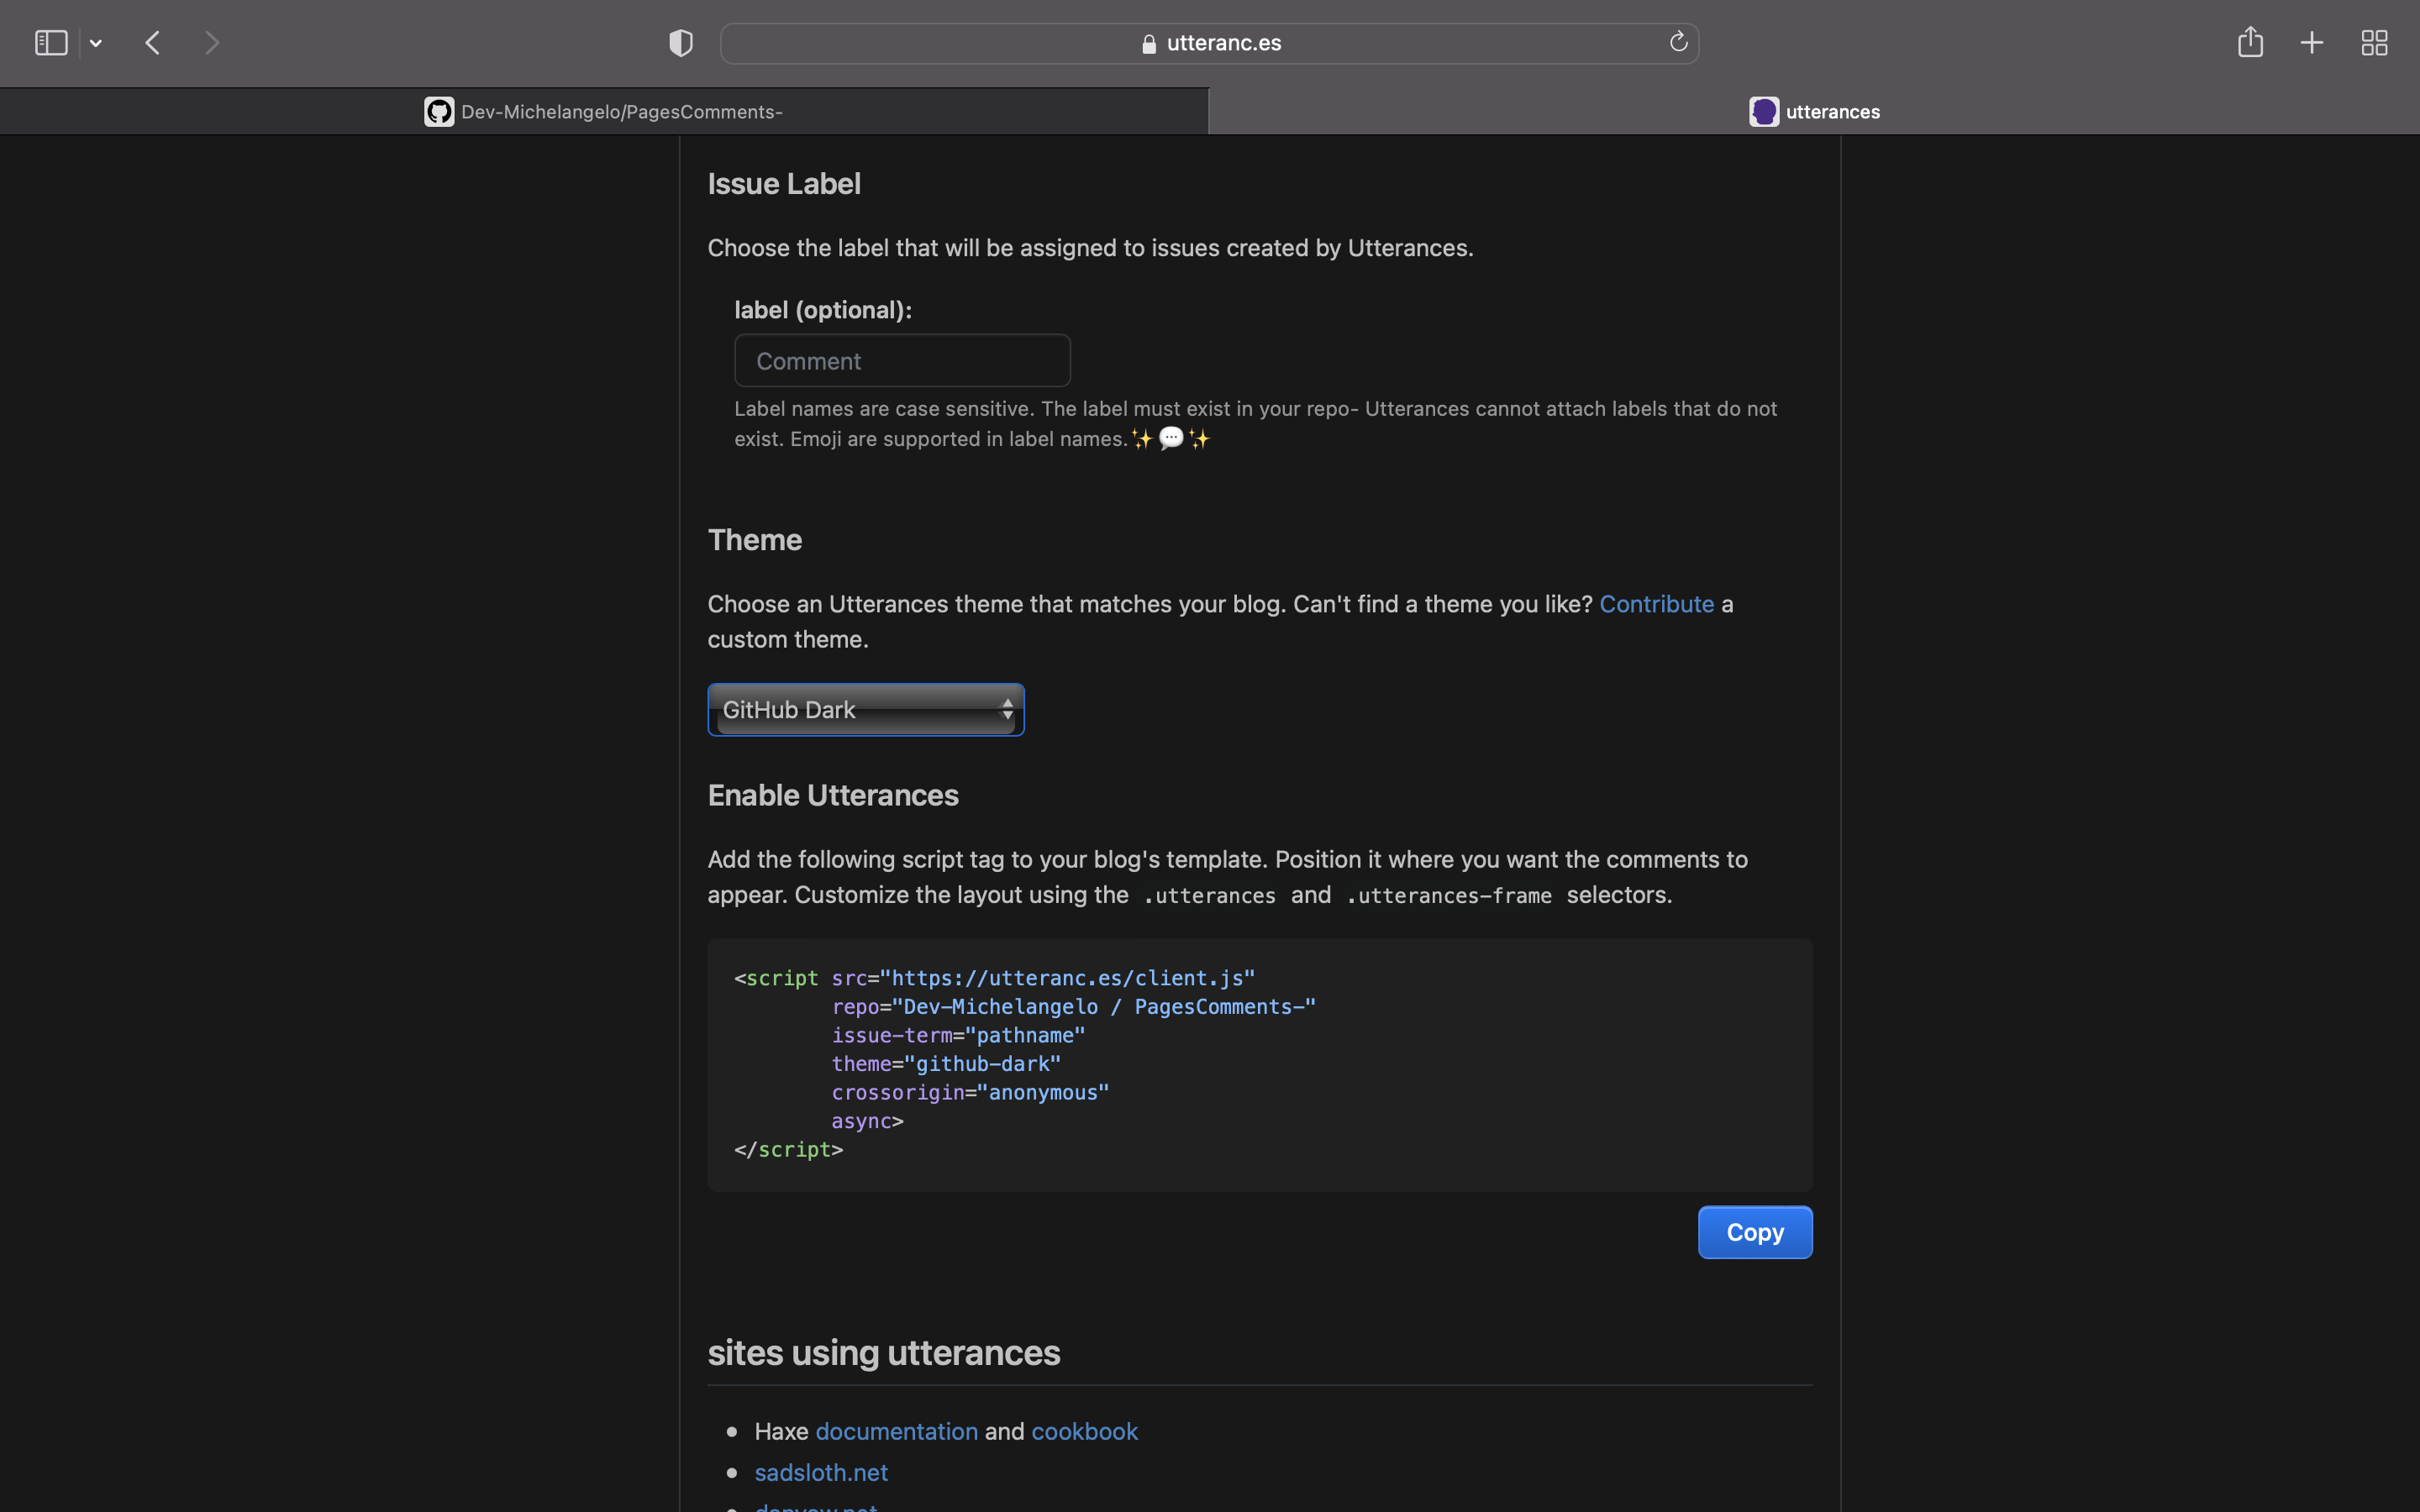 utteranc.es
Dev-Michelangelo/PagesComments-
utterances
Issue Label
Choose the label that will be assigned to issues created by Utterances.
label (optional):
Comment
Label names are case sensitive. The label must exist in your repo- Utterances cannot attach labels that do not
exist. Emoji are supported in label names.✨💬✨
Theme
Choose an Utterances theme that matches your blog. Can't find a theme you like? Contribute a
custom theme.
GitHub Dark
Enable Utterances
Add the following script tag to your blog's template. Position it where you want the comments to
appear. Customize the layout using the .utterances and .utterances-frame selectors.
<script src="https://utteranc.es/client.js"
repo="Dev-Michelangelo / PagesComments-"
issue-term="pathname"
theme="github-dark"
crossorigin="anonymous"
async>
</script>
Copy
sites using utterances
Haxe documentation and cookbook
sadsloth.net